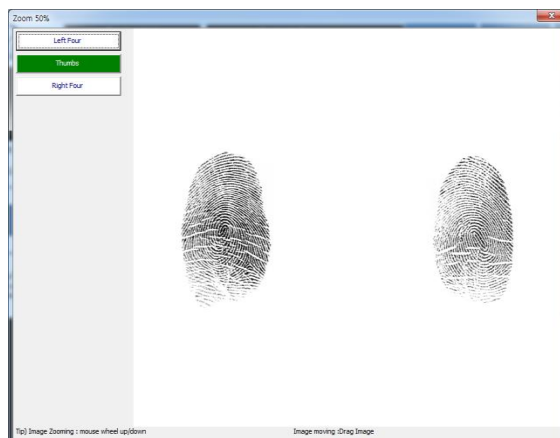 Zoom 50%
Left Four
Thumbs
Right Four
Tip) Image Zooming : mouse wheel up/down
Image moving :Drag Image